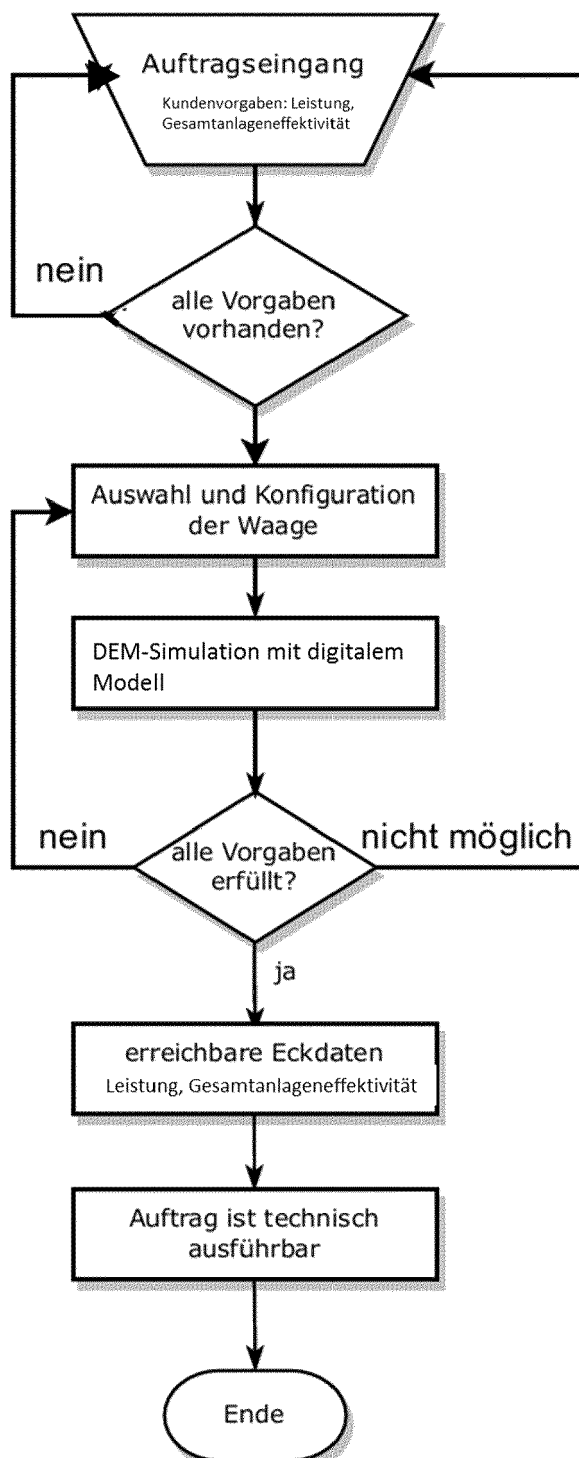 Auftragseingang
Kundenvorgaben: Leistung,
Gesamtanlageneffektivität
nein
alle Vorgaben
vorhanden?
Auswahl und Konfiguration
der Waage
DEM-Simulation mit digitalem
Modell
nein
alle Vorgaben
erfüllt?
nicht möglich
ja
erreichbare Eckdaten
Leistung, Gesamtanlageneffektivität
Auftrag ist technisch
ausführbar
Ende